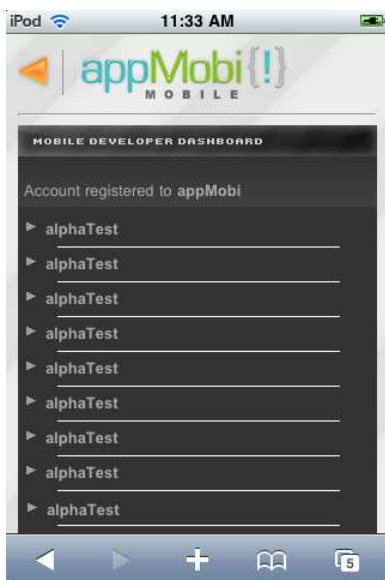 iPod 11:33 AM
appMobi{!}
MOBILE
MOBILE DEVELOPER DASHBOARD
Account registered to appMobi
alphaTest
alphaTest
alphaTest
alphaTest
alphaTest
alphaTest
alphaTest
alphaTest
alphaTest
5